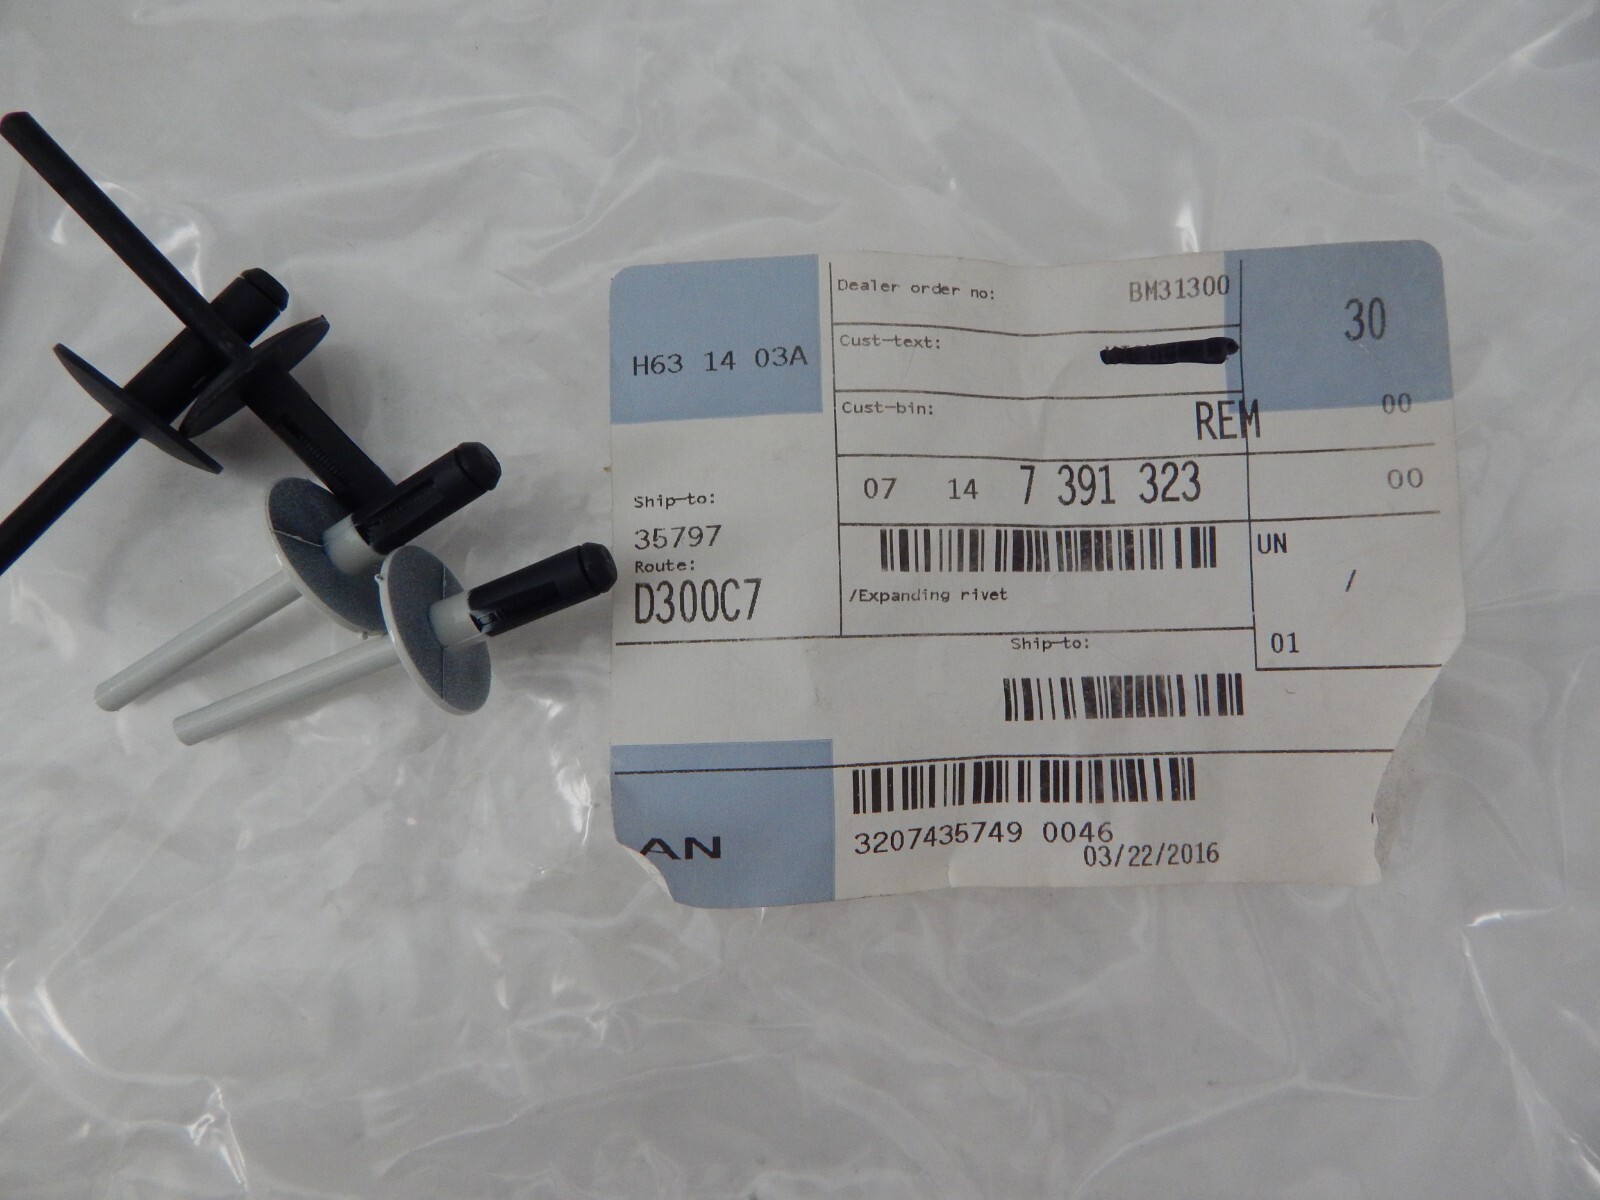 H63 14 03A
Dealer order no: BM31300
30
Cust-text:
Cust-bin: REM
00
07 14 7 391 323
00
/Expanding rivet
UN
/
01
Ship-to:
35797
Route:
D300C7
Ship-to:
AN
3207435749 0046
03/22/2016